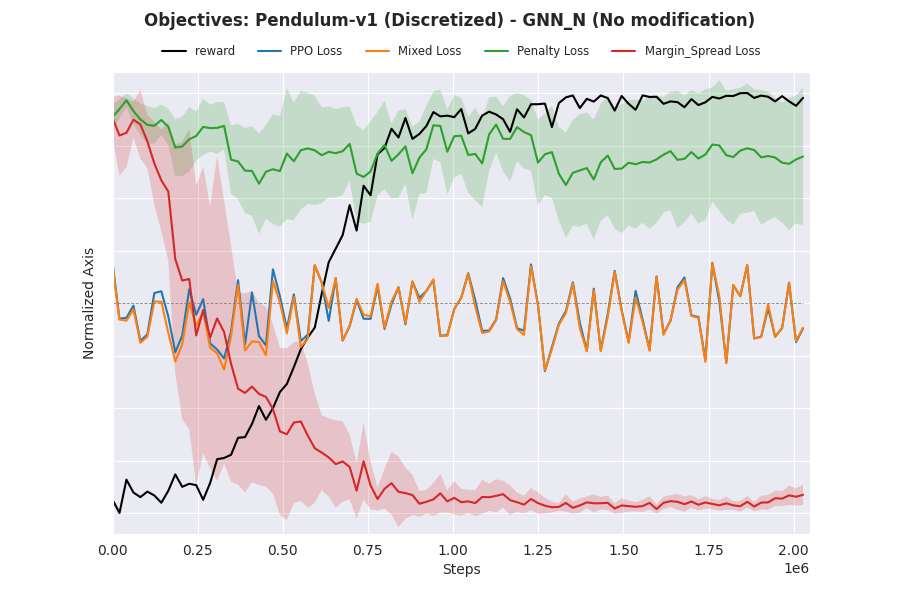 Objectives: Pendulum-v1 (Discretized) - GNN_N (No modification)
reward PPO Loss Mixed Loss Penalty Loss Margin_Spread Loss
Normalized Axis
0.00 0.25 0.50 0.75 1.00 1.25 1.50 1.75 2.00
1e6
Steps